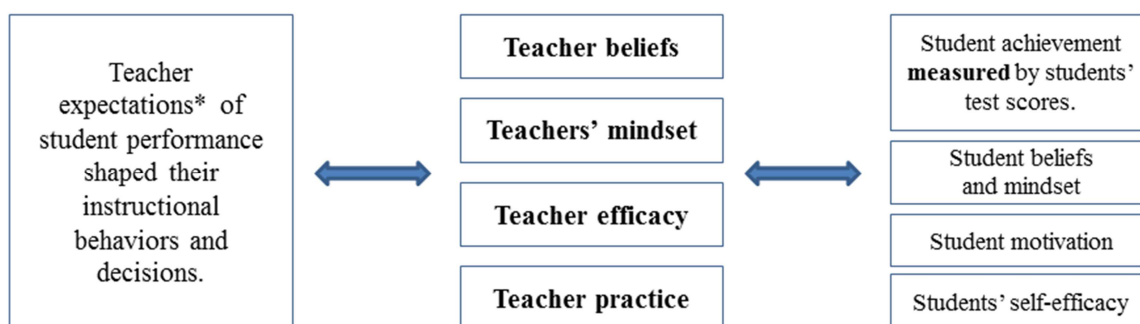 Teacher
expectations* of
student performance
shaped their
instructional
behaviors and
decisions.
Teacher beliefs
Teachers’ mindset
Teacher efficacy
Teacher practice
Student achievement
measured by students’
test scores.
Student beliefs
and mindset
Student motivation
Students’ self-efficacy